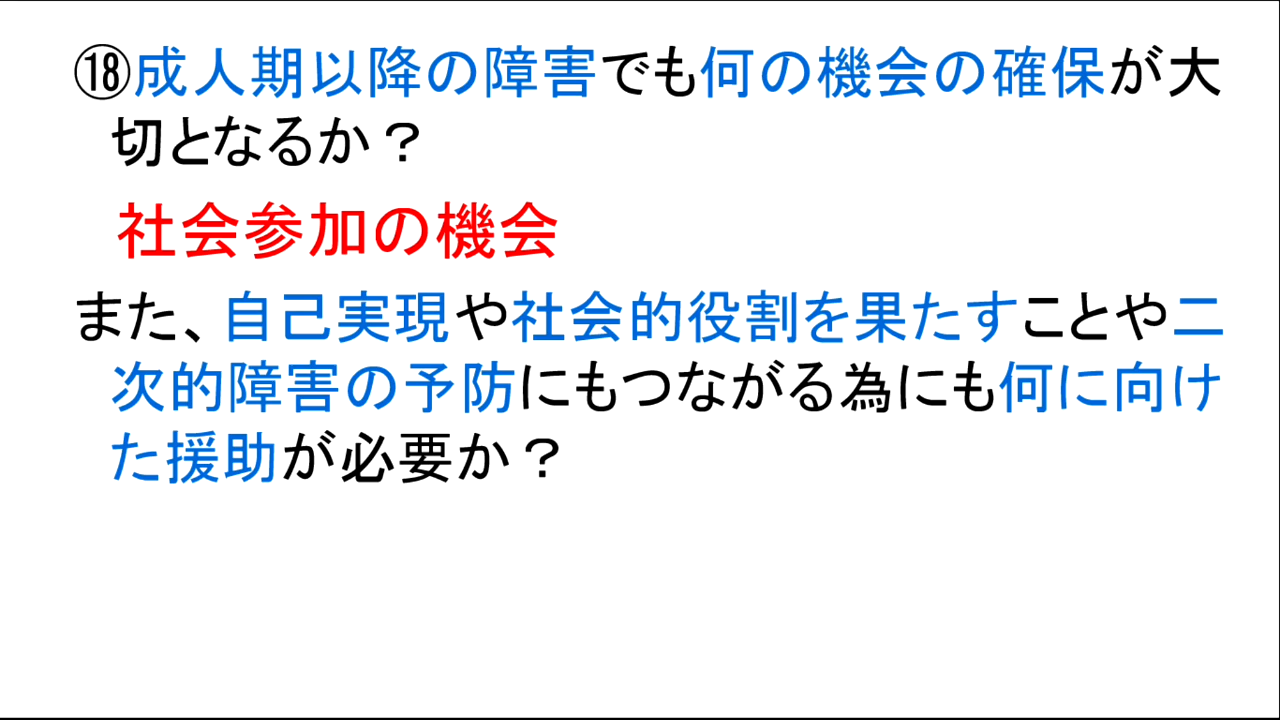 ⑱成人期以降の障害でも何の機会の確保が大
切となるか？
社会参加の機会
また、自己実現や社会的役割を果たすことや二
次的障害の予防にもつながる為にも何に向け
た援助が必要か？